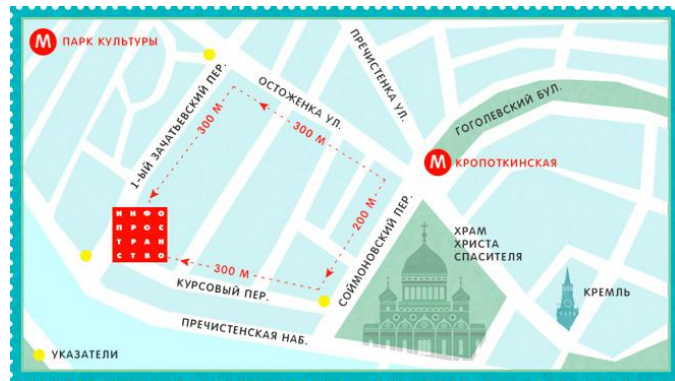 М ПАРК КУЛЬТУРЫ
1-ЫЙ ЗАЧАТЬЕВСКИЙ ПЕР.
ОСТОЖЕНКА УЛ.
ПРЕЧИСТЕНКА УЛ.
ГОГОЛЕВСКИЙ БУЛ.
М КРОПОТКИНСКАЯ
300 М
300 М
200 М
300 М
ИНФО
ПРОС
ТРАН
СТВО
СОЙМОНОВСКИЙ ПЕР.
ХРАМ
ХРИСТА
СПАСИТЕЛЯ
КРЕМЛЬ
КУРСОВЫЙ ПЕР.
ПРЕЧИСТЕНСКАЯ НАБ.
УКАЗАТЕЛИ